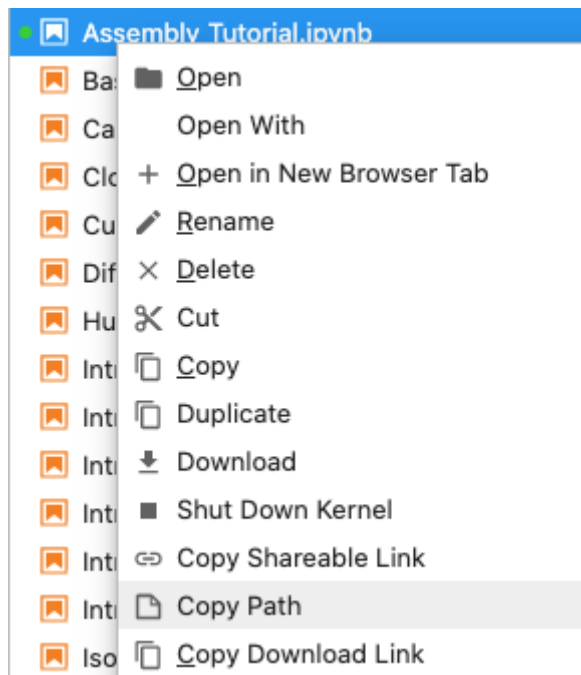 Assembly Tutorial.ipynb
Open
Open With
Open in New Browser Tab
Rename
Delete
Cut
Copy
Duplicate
Download
Shut Down Kernel
Copy Shareable Link
Copy Path
Copy Download Link